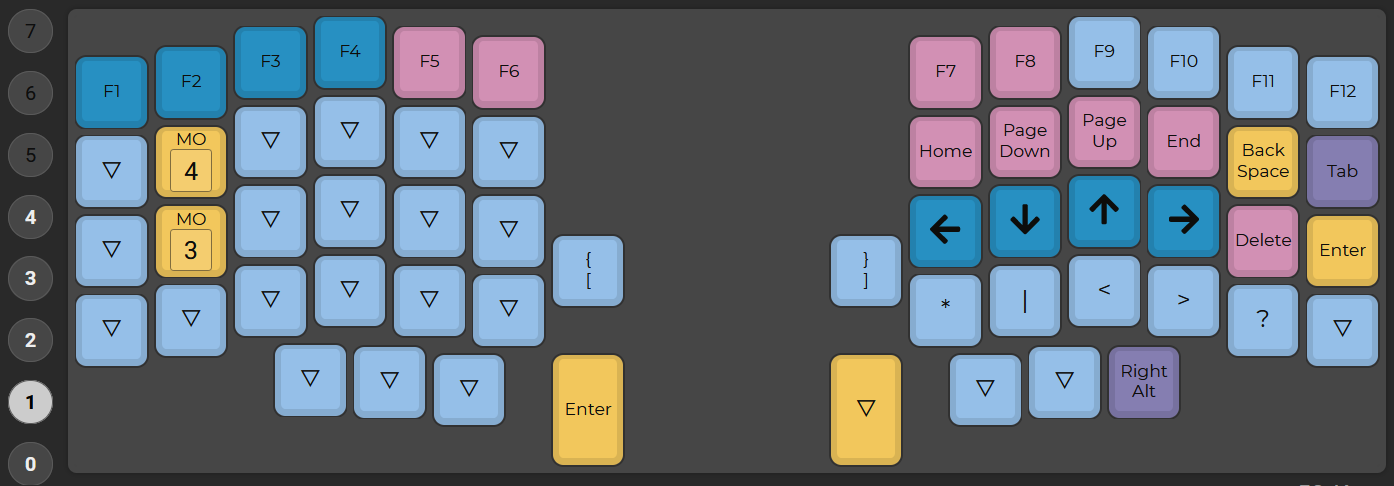 7
6
5
4
3
2
1
0
F1
F2
F3
F4
F5
F6
MO
4
MO
3
{
[
Enter
F7
F8
F9
F10
F11
F12
Home
Page
Down
Page
Up
End
Back
Space
Tab
←
↓
↑
→
Delete
Enter
}
]
*
|
<
>
?
Right
Alt